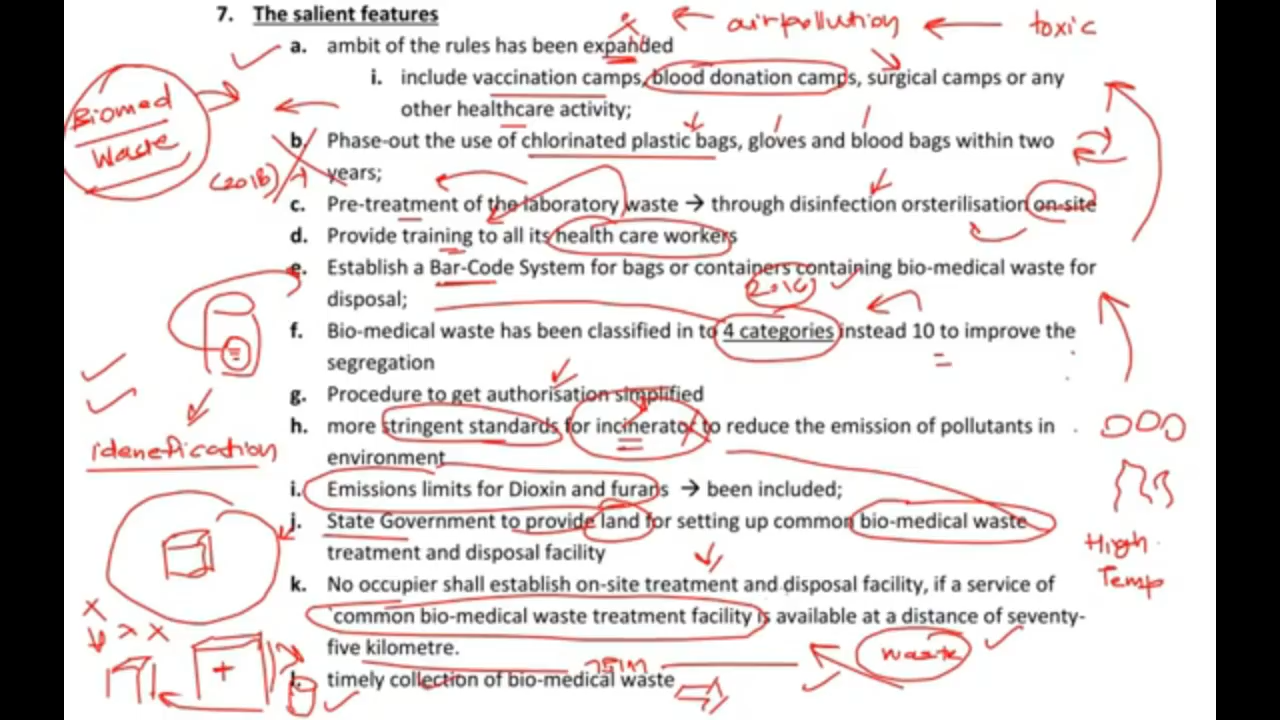 7. The salient features
air pollution
toxic
a. ambit of the rules has been expanded
i. include vaccination camps, blood donation camps, surgical camps or any
other healthcare activity;
Biomed
Waste
b. Phase-out the use of chlorinated plastic bags, gloves and blood bags within two
years;
(2018)
c. Pre-treatment of the laboratory waste → through disinfection orsterilisation on-site
d. Provide training to all its health care workers
e. Establish a Bar-Code System for bags or containers containing bio-medical waste for
disposal;
2016
f. Bio-medical waste has been classified in to 4 categories instead 10 to improve the
segregation
g. Procedure to get authorisation simplified
h. more stringent standards for incinerator to reduce the emission of pollutants in
environment
idenefication
i. Emissions limits for Dioxin and furans → been included;
j. State Government to provide land for setting up common bio-medical waste
treatment and disposal facility
High
Temp
k. No occupier shall establish on-site treatment and disposal facility, if a service of
common bio-medical waste treatment facility is available at a distance of seventy-
five kilometre.
waste
l. timely collection of bio-medical waste